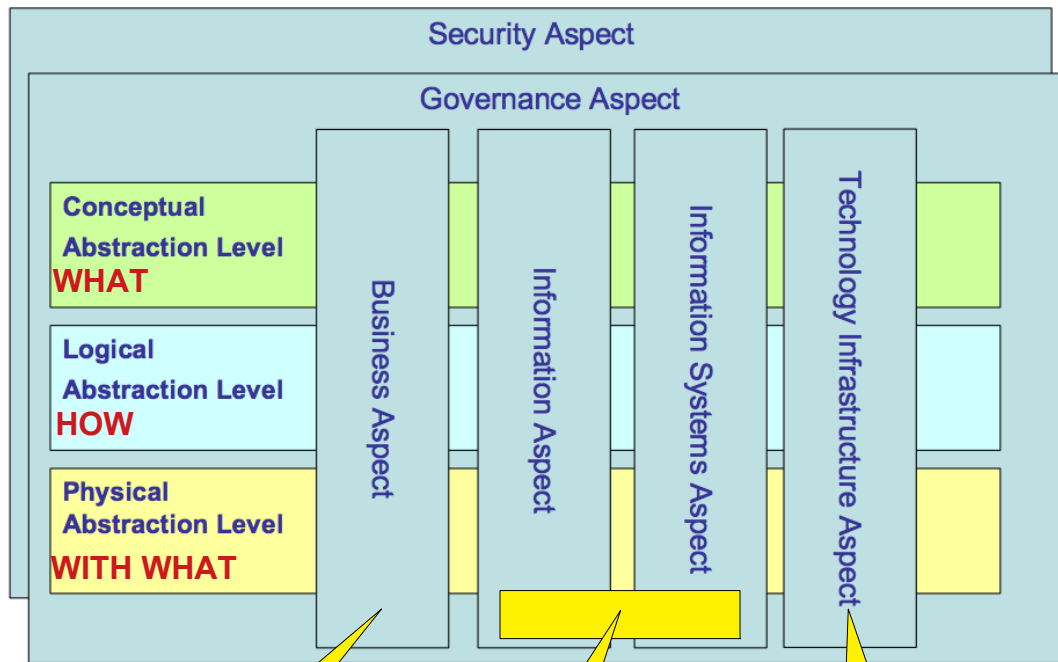 Security Aspect
Governance Aspect
Conceptual
Abstraction Level
WHAT
Logical
Abstraction Level
HOW
Physical
Abstraction Level
WITH WHAT
Business Aspect
Information Aspect
Information Systems Aspect
Technology Infrastructure Aspect